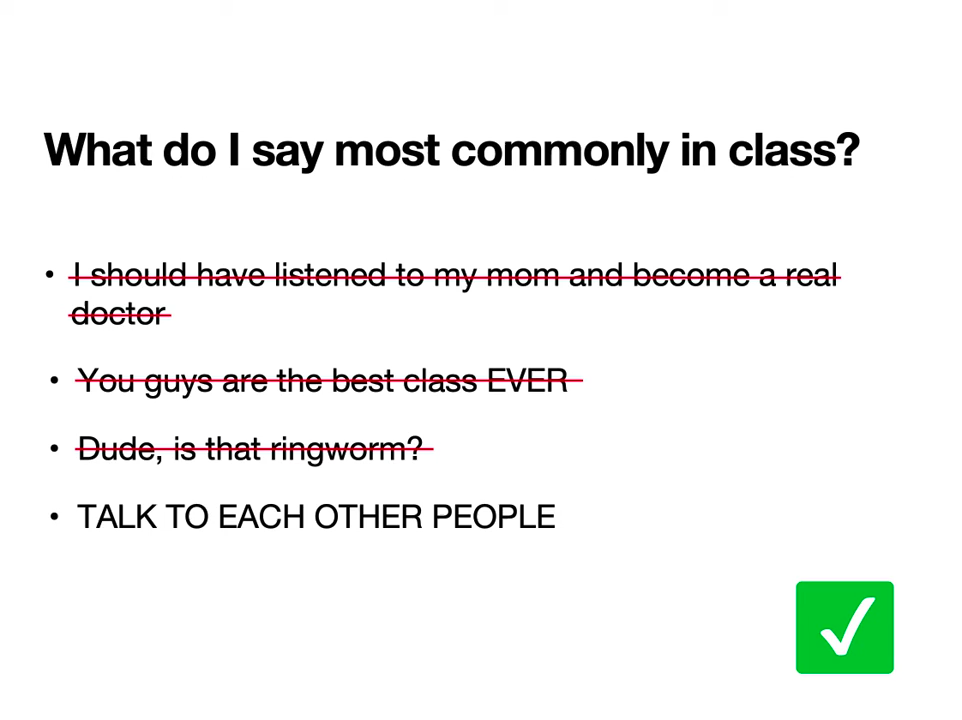 What do I say most commonly in class?
• I should have listened to my mom and become a real
doctor
• You guys are the best class EVER
• Dude, is that ringworm?
• TALK TO EACH OTHER PEOPLE